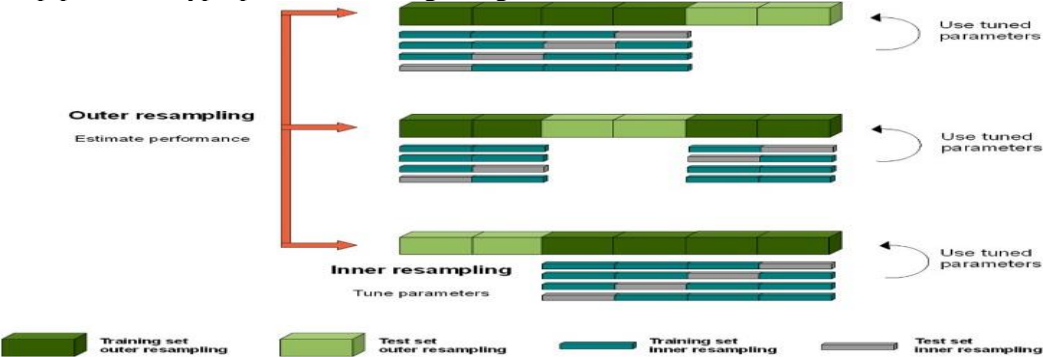 Use tuned
parameters
Outer resampling
Estimate performance
Use tuned
parameters
Inner resampling
Tune parameters
Use tuned
parameters
Training set
outer resampling
Test set
outer resampling
Training set
Inner resampling
Test set
inner resampling